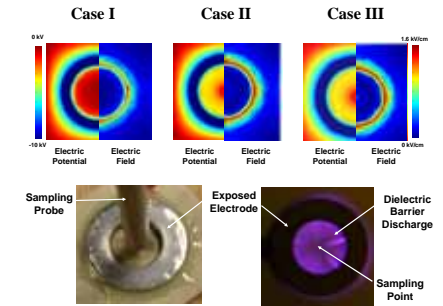 Case I Case II Case III
0 kV 1.6 kV/cm
-10 kV 0 kV/cm
Electric Electric Electric Electric Electric Electric
Potential Field Potential Field Potential Field
Sampling Exposed Dielectric
Probe Electrode Barrier
Discharge
Sampling
Point